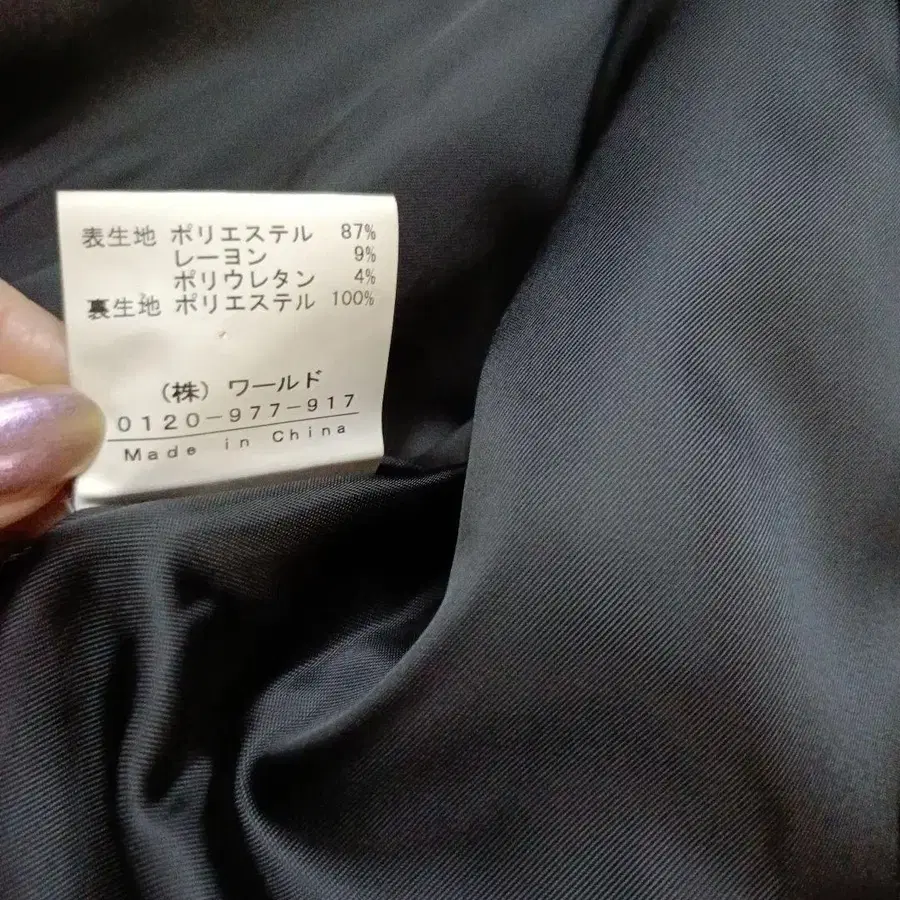 表生地 ポリエステル 87%
レーヨン 9%
ポリウレタン 4%
裏生地 ポリエステル 100%
(株) ワールド
0120-977-917
Made in China